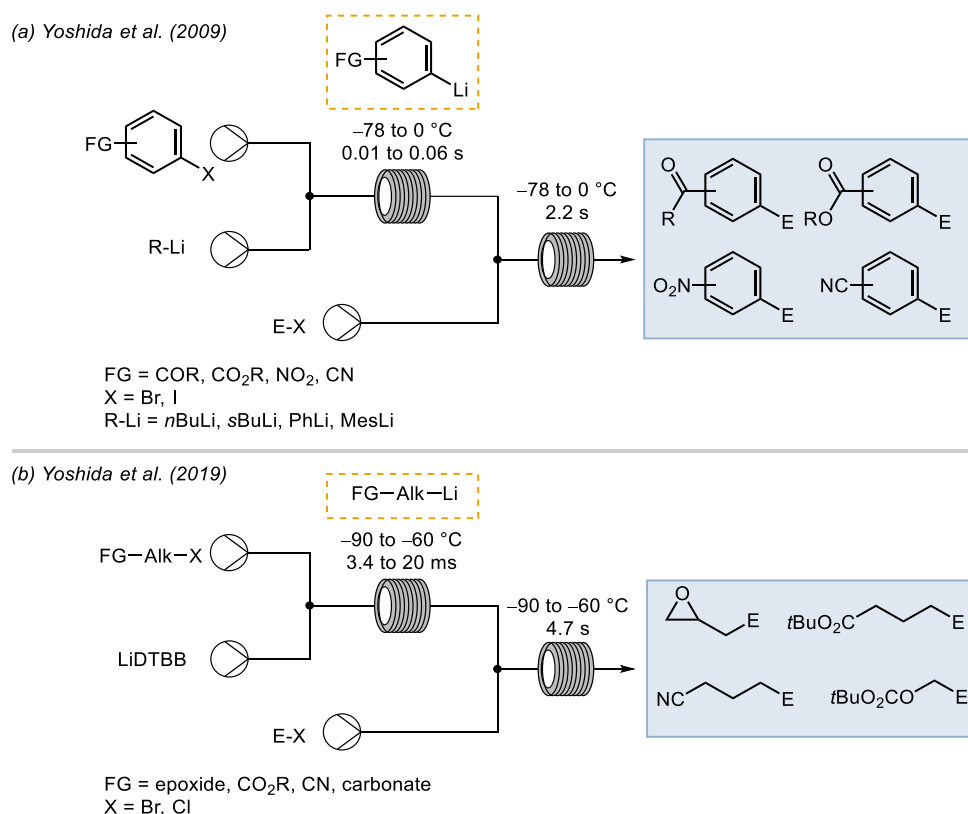 (a) Yoshida et al. (2009)
FG
Li
–78 to 0 °C
0.01 to 0.06 s
FG
X
R-Li
–78 to 0 °C
2.2 s
E-X
O
R
E
O
RO
E
O₂N
E
NC
E
FG = COR, CO₂R, NO₂, CN
X = Br, I
R-Li = nBuLi, sBuLi, PhLi, MesLi
(b) Yoshida et al. (2019)
FG–Alk–Li
–90 to –60 °C
3.4 to 20 ms
FG–Alk–X
LiDTBB
–90 to –60 °C
4.7 s
E-X
O
E
tBuO₂C
E
NC
E
tBuO₂CO
E
FG = epoxide, CO₂R, CN, carbonate
X = Br, Cl